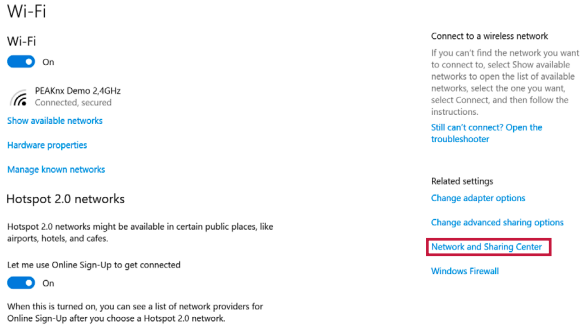 Wi-Fi
Wi-Fi
On
PEAKnx Demo 2,4GHz
Connected, secured
Show available networks
Hardware properties
Manage known networks
Hotspot 2.0 networks
Hotspot 2.0 networks might be available in certain public places, like
airports, hotels, and cafes.
Let me use Online Sign-Up to get connected
On
When this is turned on, you can see a list of network providers for
Online Sign-Up after you choose a Hotspot 2.0 network.
Connect to a wireless network
If you can't find the network you want
to connect to, select Show available
networks to open the list of available
networks, select the one you want,
select Connect, and then follow the
instructions.
Still can't connect? Open the
troubleshooter
Related settings
Change adapter options
Change advanced sharing options
Network and Sharing Center
Windows Firewall